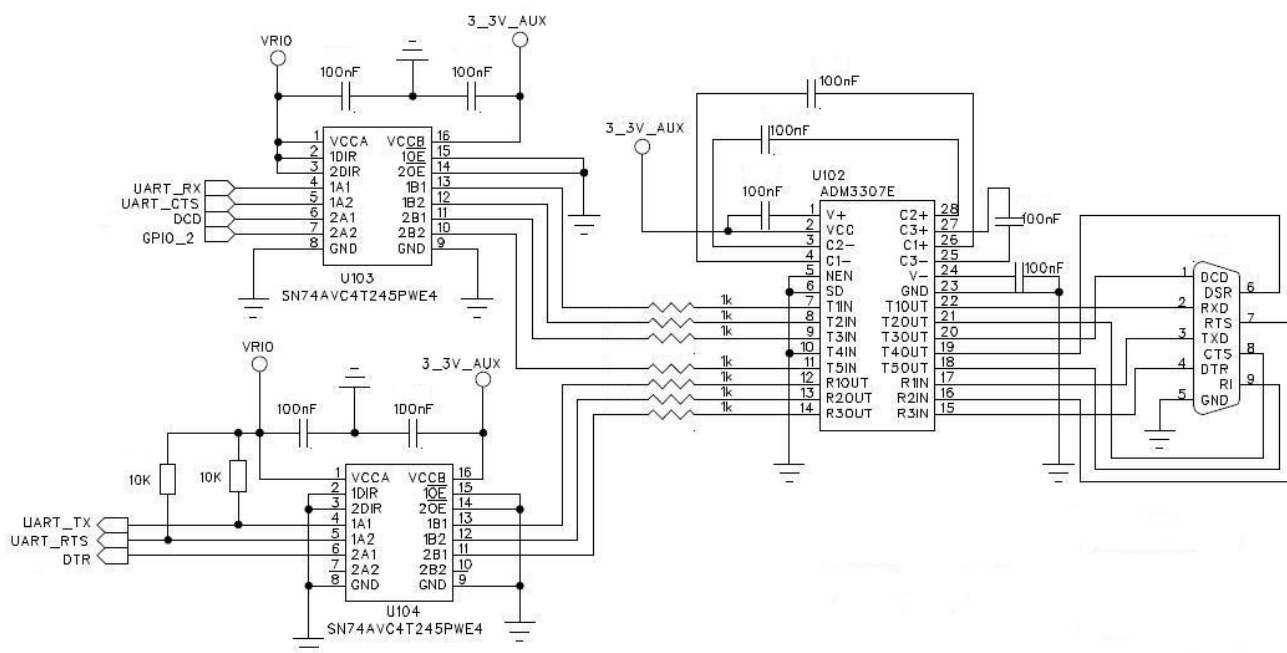 VRIO
3_3V_AUX
100nF
100nF
1 VCCA VCCB 16
2 1DIR 1OE 15
3 2DIR 2OE 14
UART_RX 4 1A1 1B1 13
UART_CTS 5 1A2 1B2 12
DCD 6 2A1 2B1 11
GPIO_2 7 2A2 2B2 10
8 GND GND 9
U103
SN74AVC4T245PWE4
VRIO
3_3V_AUX
100nF
100nF
10K
10K
1 VCCA VCCB 16
2 1DIR 1OE 15
3 2DIR 2OE 14
UART_TX 4 1A1 1B1 13
UART_RTS 5 1A2 1B2 12
DTR 6 2A1 2B1 11
7 2A2 2B2 10
8 GND GND 9
U104
SN74AVC4T245PWE4
1k
1k
1k
1k
1k
1k
1k
100nF
100nF
3_3V_AUX
100nF
U102
ADM3307E
1 V+ C2+ 28
2 VCC C3+ 27
3 C2- C1+ 26
4 C1- C3- 25
5 NEN V- 24
6 SD GND 23
7 T1IN T1OUT 22
8 T2IN T2OUT 21
9 T3IN T3OUT 20
10 T4IN T4OUT 19
11 T5IN T5OUT 18
12 R1OUT R1IN 17
13 R2OUT R2IN 16
14 R3OUT R3IN 15
100nF
100nF
1 DCD
DSR 6
2 RXD
RTS 7
3 TXD
CTS 8
4 DTR
RI 9
5 GND